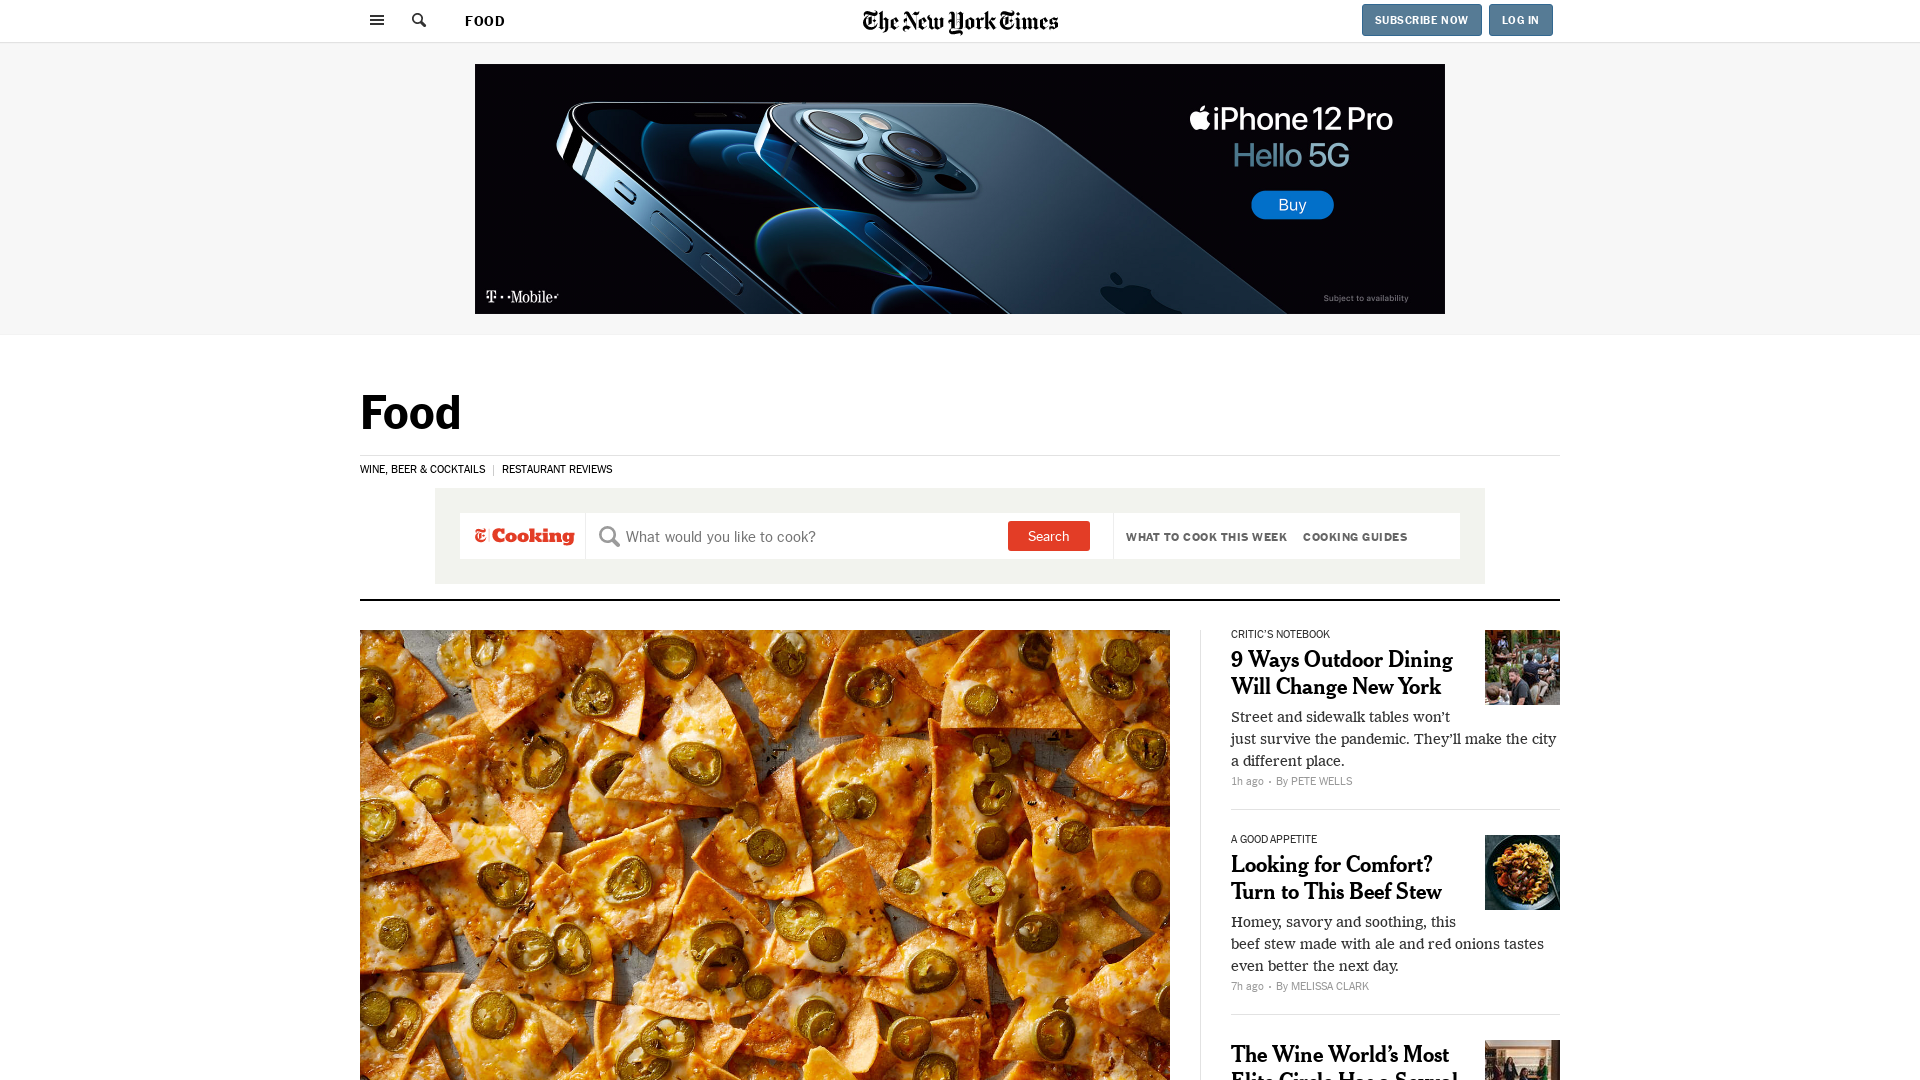 FOOD
The New York Times
SUBSCRIBE NOW
LOG IN
iPhone 12 Pro
Hello 5G
Buy
T··Mobile·
Subject to availability
Food
WINE, BEER & COCKTAILS
RESTAURANT REVIEWS
T Cooking
What would you like to cook?
Search
WHAT TO COOK THIS WEEK
COOKING GUIDES
CRITIC'S NOTEBOOK
9 Ways Outdoor Dining
Will Change New York
Street and sidewalk tables won’t
just survive the pandemic. They’ll make the city
a different place.
1h ago · By PETE WELLS
A GOOD APPETITE
Looking for Comfort?
Turn to This Beef Stew
Homey, savory and soothing, this
beef stew made with ale and red onions tastes
even better the next day.
7h ago · By MELISSA CLARK
The Wine World’s Most
Elite Circle Has a Sexual